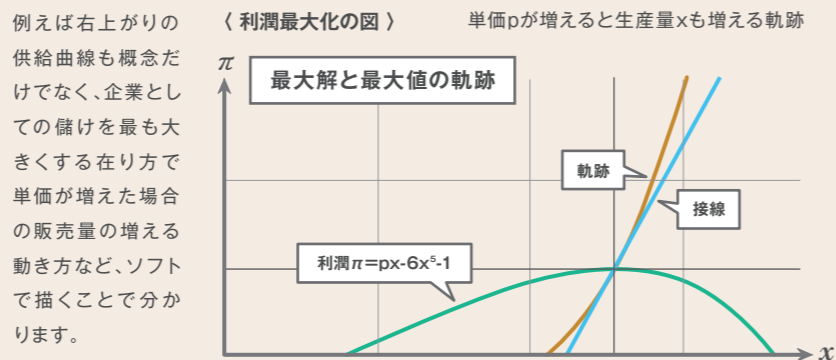 例えば右上がりの
供給曲線も概念だ
けでなく、企業とし
ての儲けを最も大
きくする在り方で
単価が増えた場合
の販売量の増える
動き方など、ソフト
で描くことで分か
ります。
〈 利潤最大化の図 〉
単価pが増えると生産量xも増える軌跡
π
最大解と最大値の軌跡
軌跡
接線
利潤π=px-6x⁵-1
x